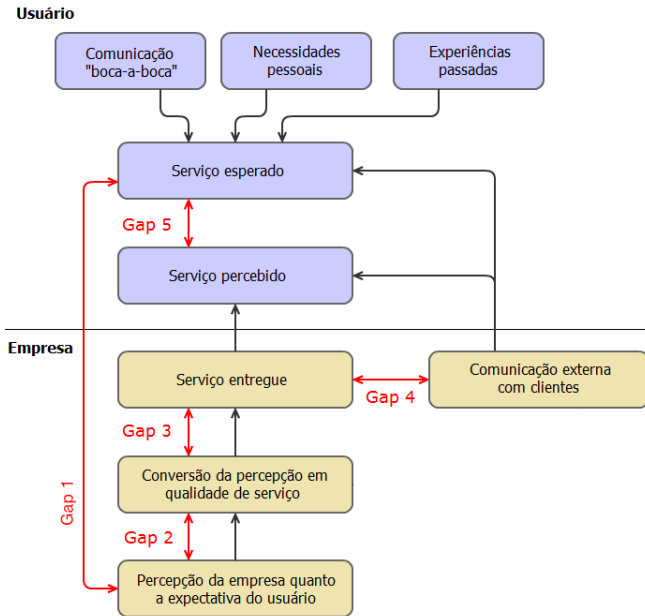 Usuário
Comunicação
"boca-a-boca"
Necessidades
pessoais
Experiências
passadas
Serviço esperado
Gap 5
Serviço percebido
Empresa
Serviço entregue
Gap 4
Comunicação externa
com clientes
Gap 3
Conversão da percepção em
qualidade de serviço
Gap 1
Gap 2
Percepção da empresa quanto
a expectativa do usuário